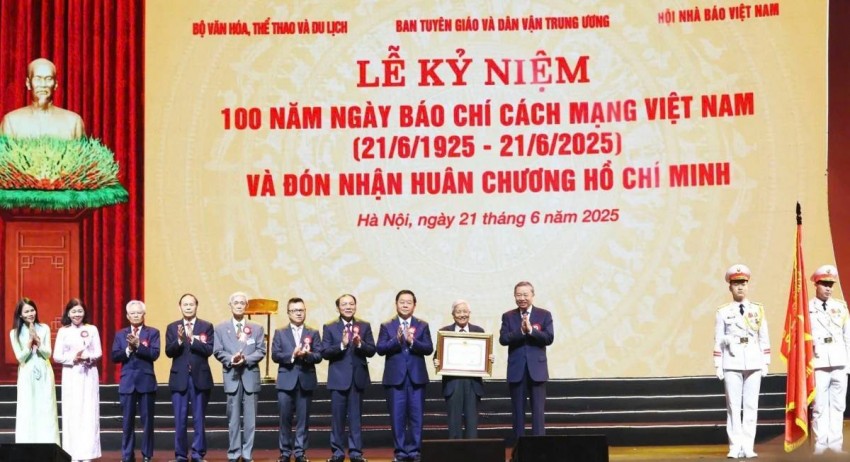 BỘ VĂN HÓA, THỂ THAO VÀ DU LỊCH BAN TUYÊN GIÁO VÀ DÂN VẬN TRUNG ƯƠNG HỘI NHÀ BÁO VIỆT NAM
LỄ KỶ NIỆM
100 NĂM NGÀY BÁO CHÍ CÁCH MẠNG VIỆT NAM
(21/6/1925 - 21/6/2025)
VÀ ĐÓN NHẬN HUÂN CHƯƠNG HỒ CHÍ MINH
Hà Nội, ngày 21 tháng 6 năm 2025